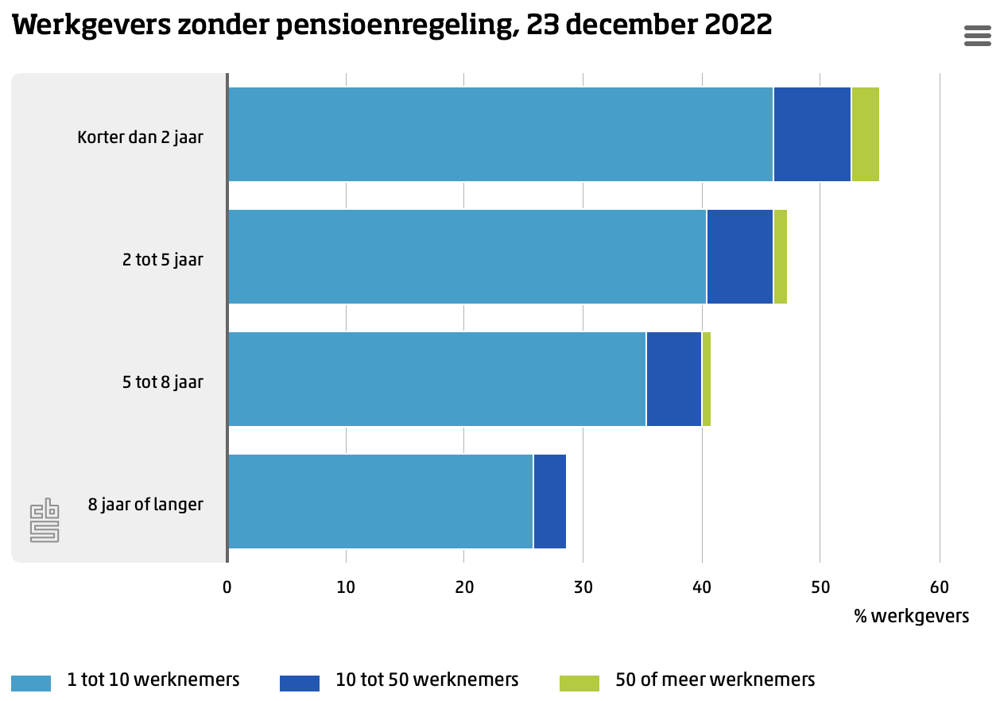 Werkgevers zonder pensioenregeling, 23 december 2022
Korter dan 2 jaar
2 tot 5 jaar
5 tot 8 jaar
8 jaar of langer
0 10 20 30 40 50 60
% werkgevers
1 tot 10 werknemers 10 tot 50 werknemers 50 of meer werknemers